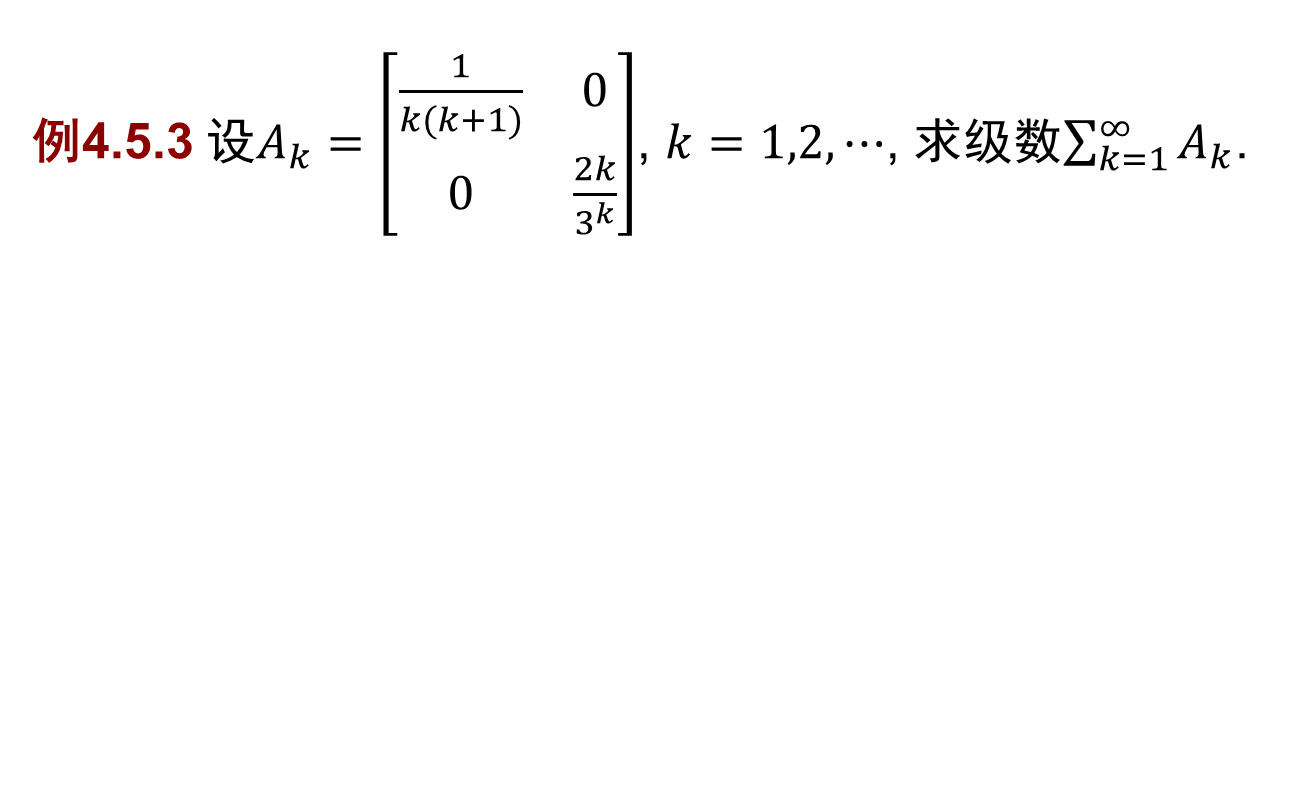 例4.5.3 设$A_k = \begin{bmatrix} \frac{1}{k(k+1)} & 0 \\ 0 & \frac{2k}{3^k} \end{bmatrix}$, $k = 1,2,\cdots$, 求级数$\sum_{k=1}^{\infty} A_k$.